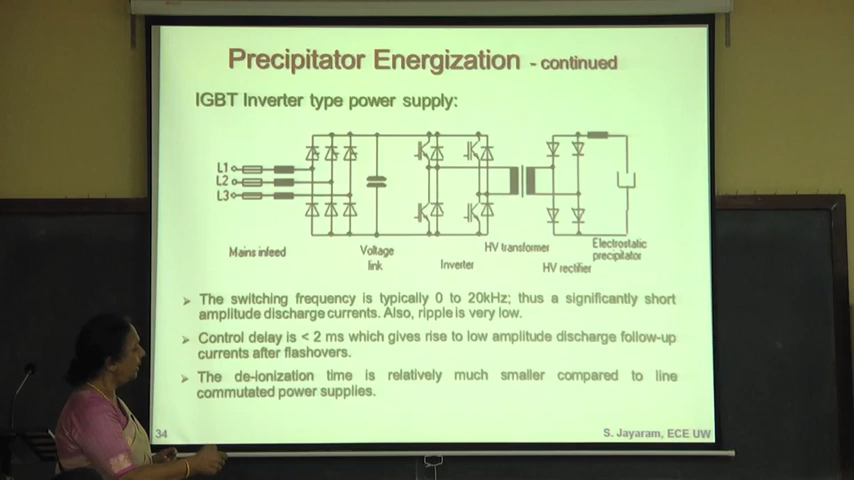 Precipitator Energization - continued
IGBT Inverter type power supply:
L1
L2
L3
Mains infeed
Voltage
link
Inverter
HV transformer
HV rectifier
Electrostatic
precipitator
➤ The switching frequency is typically 0 to 20kHz; thus a significantly short
amplitude discharge currents. Also, ripple is very low.
➤ Control delay is < 2 ms which gives rise to low amplitude discharge follow-up
currents after flashovers.
➤ The de-ionization time is relatively much smaller compared to line
commutated power supplies.
34
S. Jayaram, ECE UW